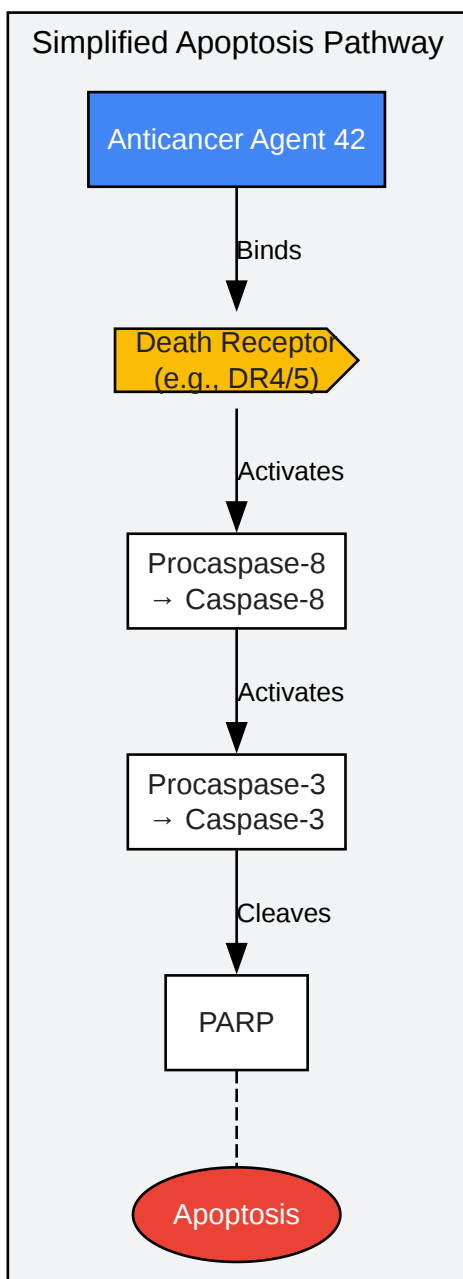 Simplified Apoptosis Pathway
Anticancer Agent 42
Binds
Death Receptor
(e.g., DR4/5)
Activates
Procaspase-8
→ Caspase-8
Activates
Procaspase-3
→ Caspase-3
Cleaves
PARP
Apoptosis